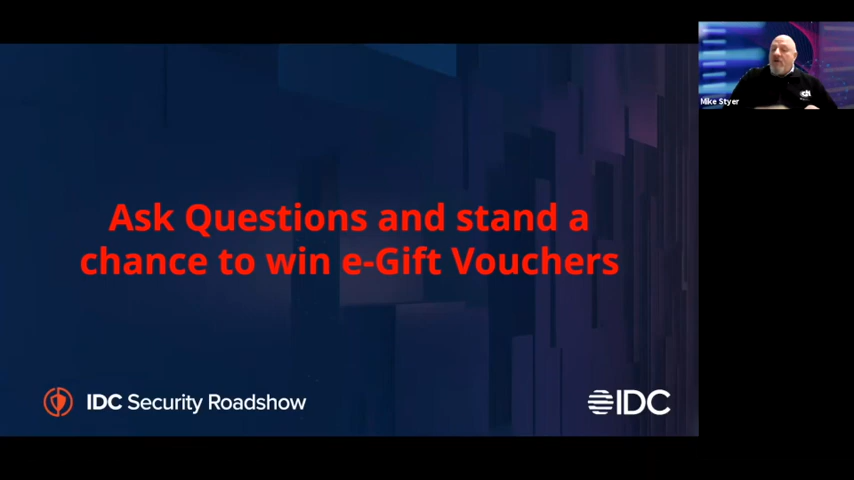 Mike Styer
Ask Questions and stand a
chance to win e-Gift Vouchers
IDC Security Roadshow
IDC